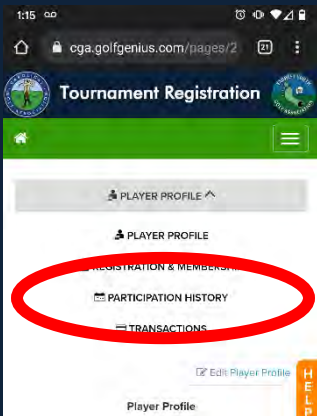 1:15
cga.golfgenius.com/pages/2 21
Tournament Registration
PLAYER PROFILE
PLAYER PROFILE
REGISTRATION &
PARTICIPATION HISTORY
TRANSACTIONS
Edit Player Profile
HELP
Player Profile